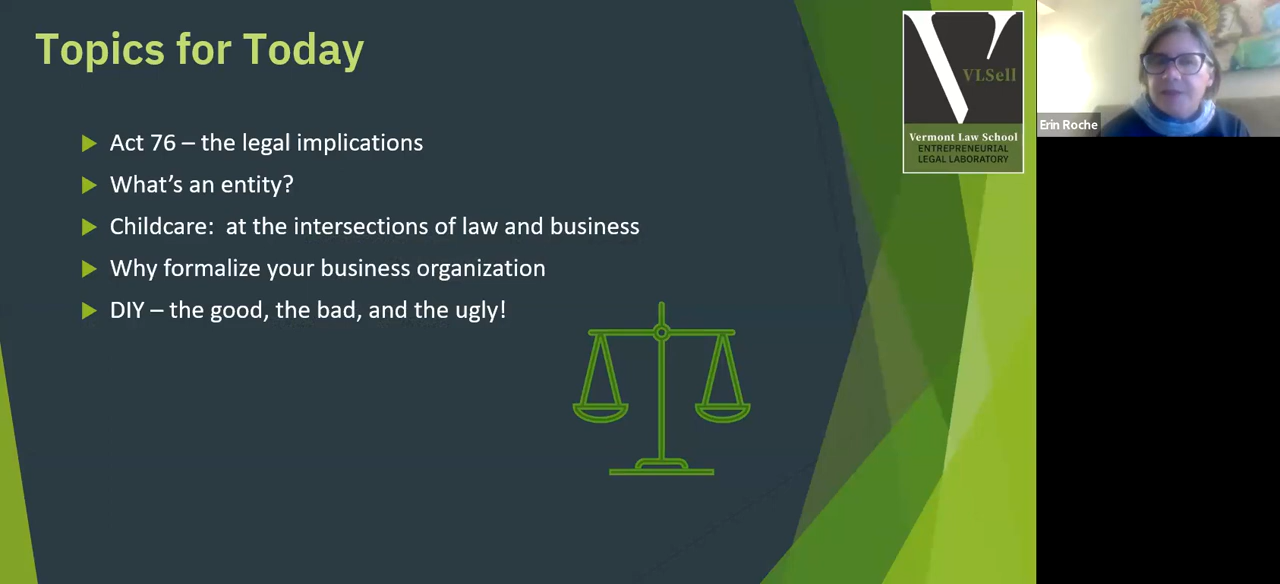 Topics for Today
Act 76 – the legal implications
What's an entity?
Childcare:  at the intersections of law and business
Why formalize your business organization
DIY – the good, the bad, and the ugly!
VLSell
Vermont Law School
ENTREPRENEURIAL
LEGAL LABORATORY
Erin Roche